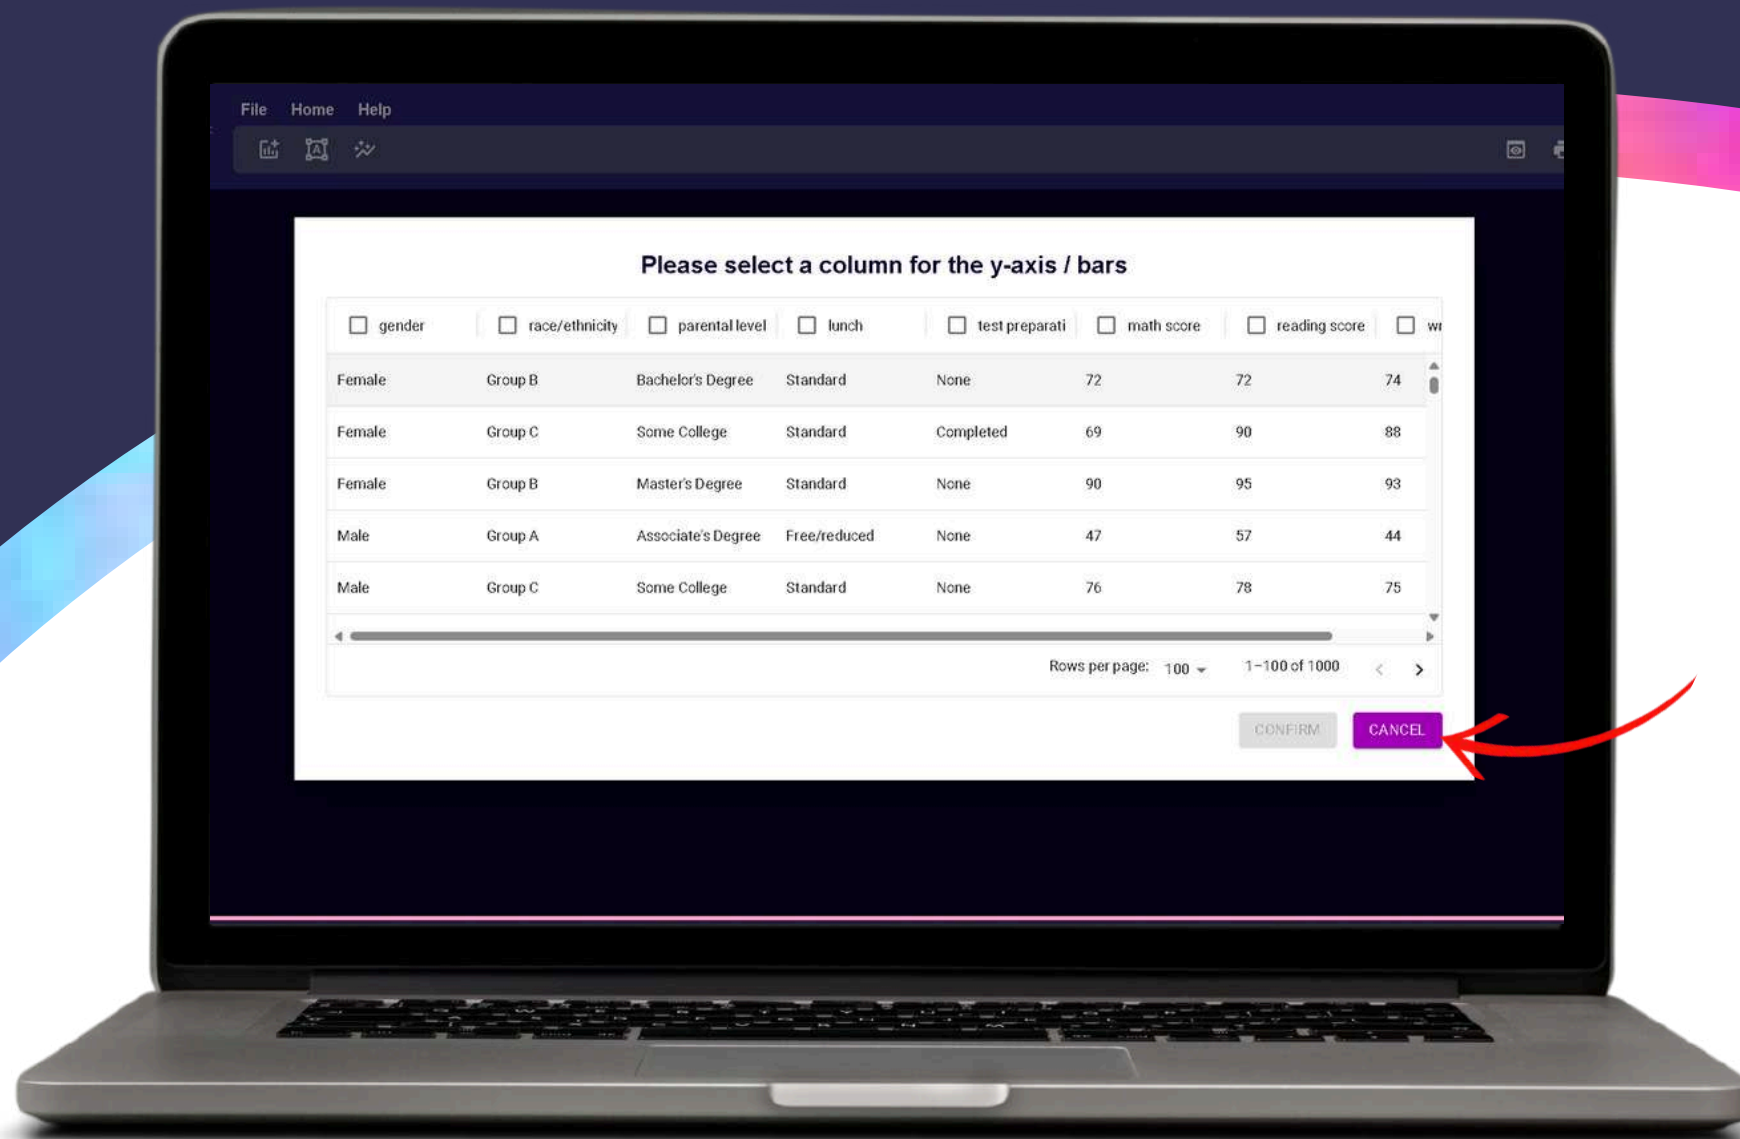 File Home Help
Please select a column for the y-axis / bars
gender race/ethnicity parental level lunch test preparati math score reading score wr
Female Group B Bachelor's Degree Standard None 72 72 74
Female Group C Some College Standard Completed 69 90 88
Female Group B Master's Degree Standard None 90 95 93
Male Group A Associate's Degree Free/reduced None 47 57 44
Male Group C Some College Standard None 76 78 75
Rows per page: 100 1–100 of 1000
CONFIRM CANCEL